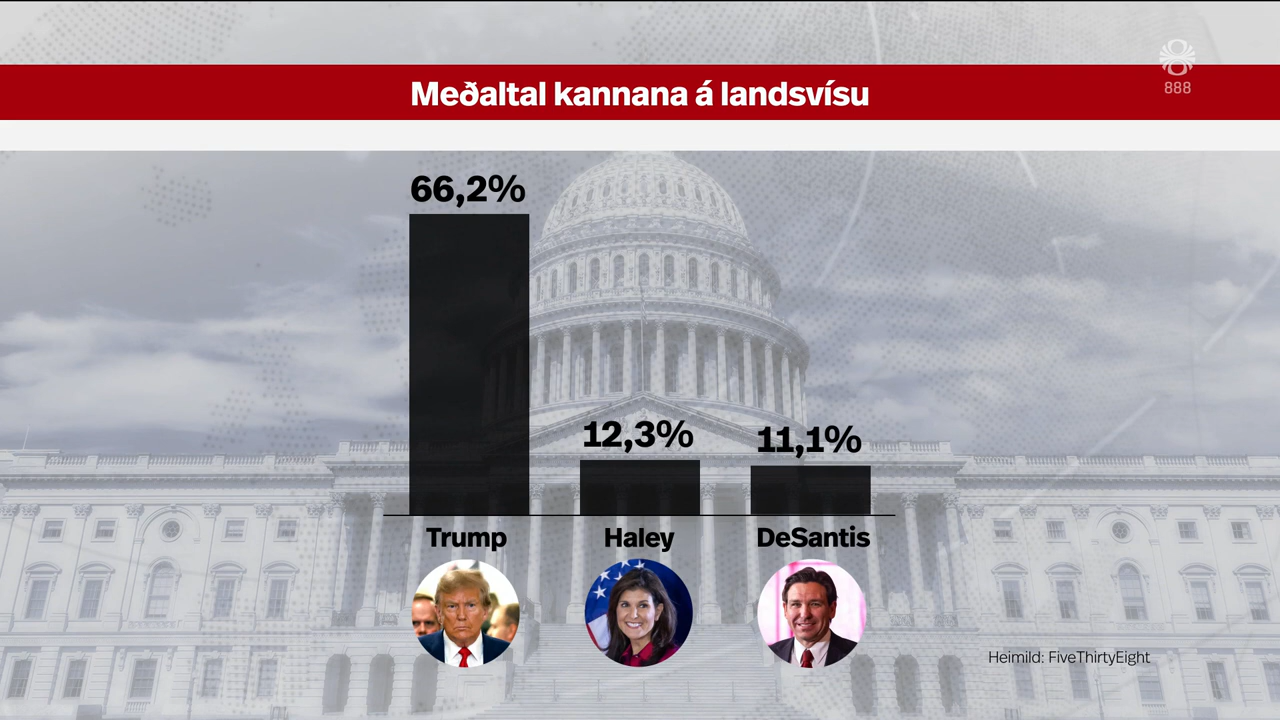 Meðaltal kannana á landsvísu
888
66,2%
12,3%
11,1%
Trump
Haley
DeSantis
Heimild: FiveThirtyEight